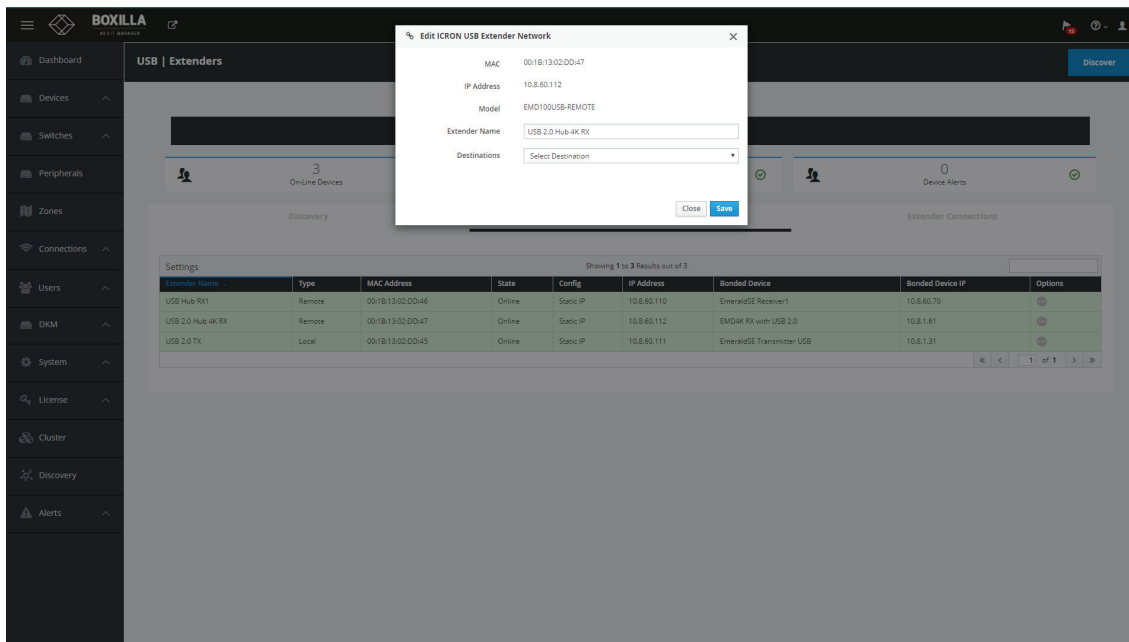 BOXILLA
AV & IT MANAGER
15
Edit ICRON USB Extender Network
MAC 00:1B:13:02:DD:47
IP Address 10.8.60.112
Model EMD100USB-REMOTE
Extender Name USB 2.0 Hub 4K RX
Destinations Select Destination
Close Save
Dashboard
Devices
Switches
Peripherals
Zones
Connections
Users
DKM
System
License
Cluster
Discovery
Alerts
USB | Extenders
Discover
3
On-Line Devices
0
Device Alerts
Discovery Extender Connections
Settings Showing 1 to 3 Results out of 3
Extender Name Type MAC Address State Config IP Address Bonded Device Bonded Device IP Options
USB Hub RX1 Remote 00:1B:13:02:DD:46 Online Static IP 10.8.60.110 EmeraldSE Receiver1 10.8.60.70
USB 2.0 Hub 4K RX Remote 00:1B:13:02:DD:47 Online Static IP 10.8.60.112 EMD4K RX with USB 2.0 10.8.1.61
USB 2.0 TX Local 00:1B:13:02:DD:45 Online Static IP 10.8.60.111 EmeraldSE Transmitter USB 10.8.1.31
1 of 1